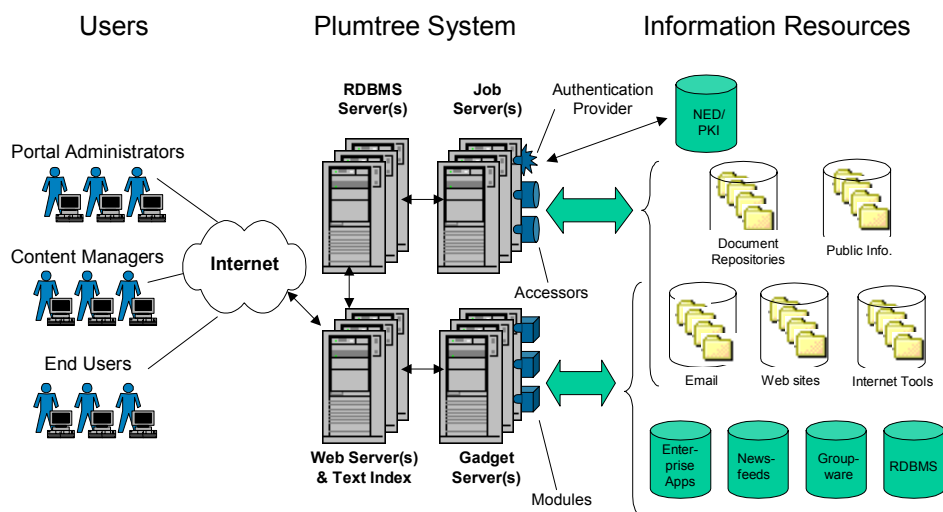 Users
Plumtree System
Information Resources
RDBMS
Server(s)
Job
Server(s)
Authentication
Provider
NED/
PKI
Portal Administrators
Content Managers
End Users
Internet
Document
Repositories
Public Info.
Accessors
Email
Web sites
Internet Tools
Web Server(s)
& Text Index
Gadget
Server(s)
Modules
Enter-
prise
Apps
News-
feeds
Group-
ware
RDBMS